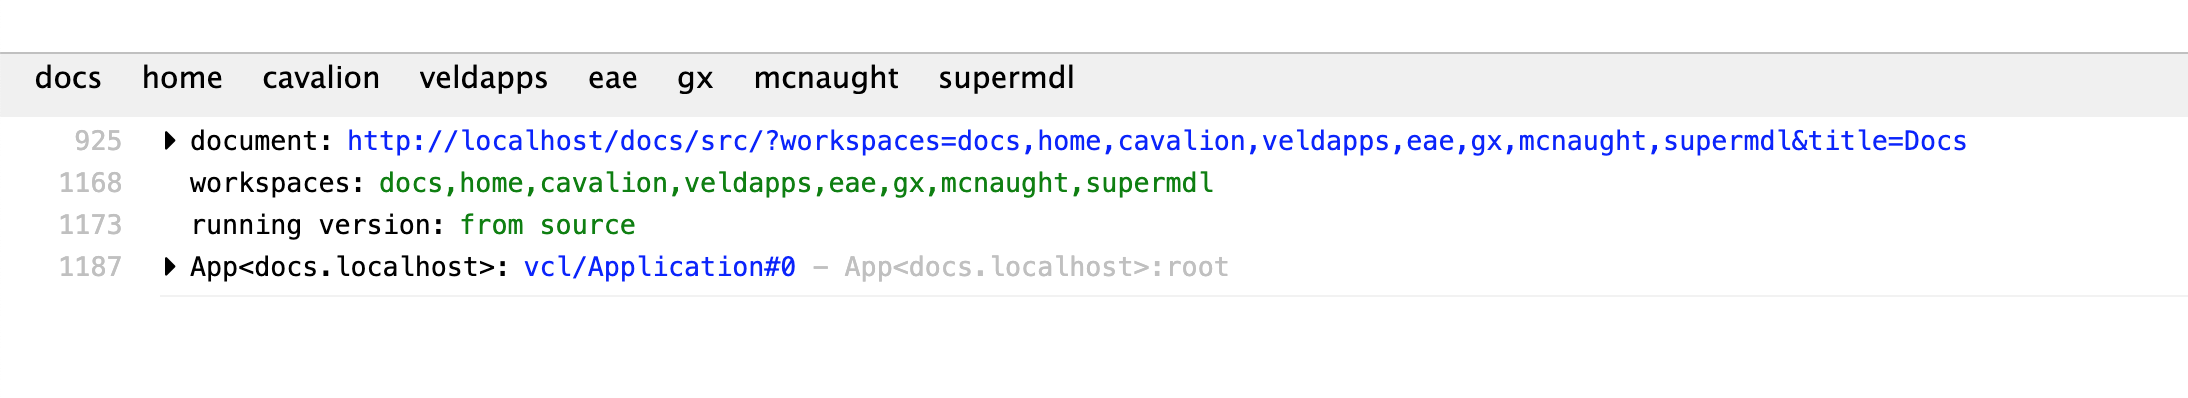 docs home cavalion veldapps eae gx mcnaught supermdl
925 document: http://localhost/docs/src/?workspaces=docs,home,cavalion,veldapps,eae,gx,mcnaught,supermdl&title=Docs
1168 workspaces: docs,home,cavalion,veldapps,eae,gx,mcnaught,supermdl
1173 running version: from source
1187 App<docs.localhost>: vcl/Application#0 – App<docs.localhost>:root